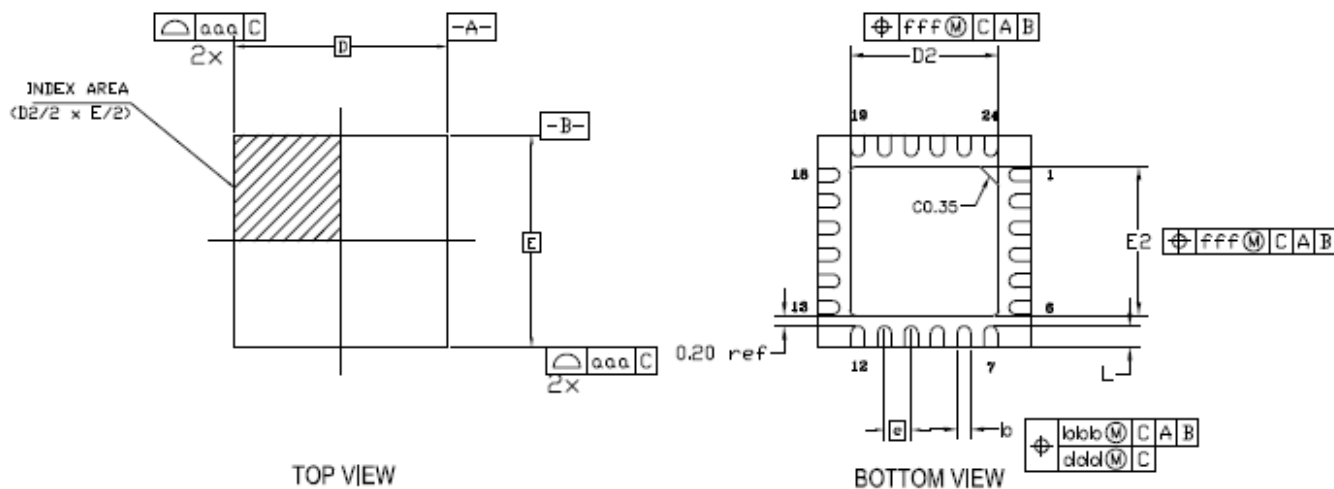 ⌓ aaa C
2x
D
-A-
INDEX AREA
(D2/2 x E/2)
-B-
E
⌓ aaa C
2x
TOP VIEW
⌖ fff Ⓜ C A B
D2
19
24
18
1
C0.35
E2
⌖ fff Ⓜ C A B
13
6
0.20 ref
12
7
L
e
b
⌖ bbb Ⓜ C A B
ddd Ⓜ C
BOTTOM VIEW